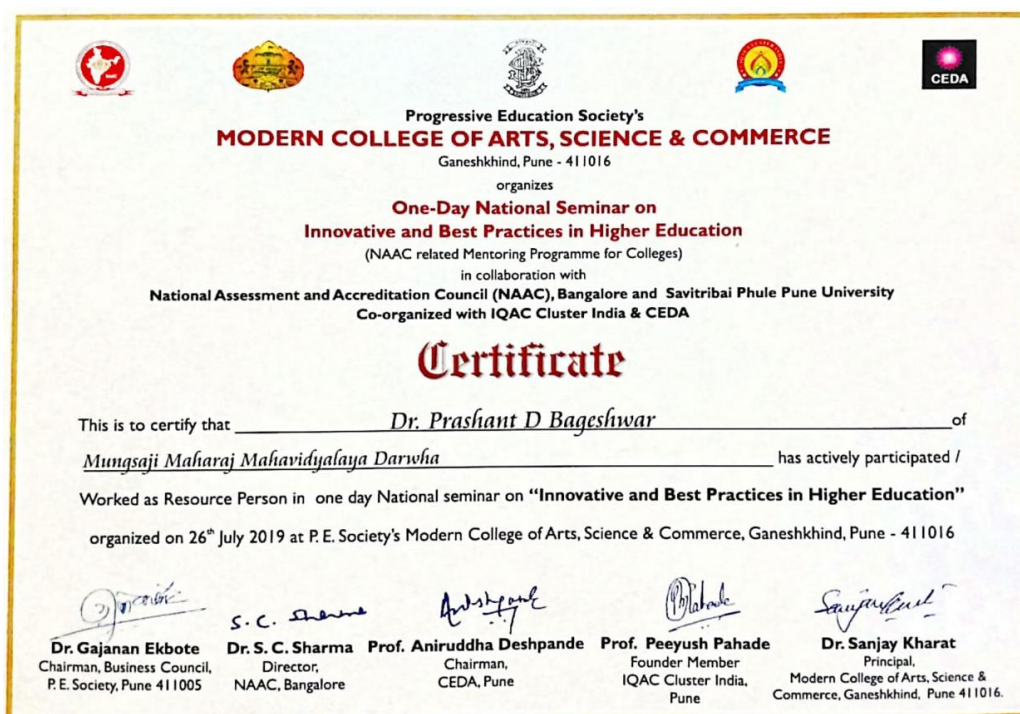 CEDA
Progressive Education Society's
MODERN COLLEGE OF ARTS, SCIENCE & COMMERCE
Ganeshkhind, Pune - 411016
organizes
One-Day National Seminar on
Innovative and Best Practices in Higher Education
(NAAC related Mentoring Programme for Colleges)
in collaboration with
National Assessment and Accreditation Council (NAAC), Bangalore and Savitribai Phule Pune University
Co-organized with IQAC Cluster India & CEDA
Certificate
This is to certify that Dr. Prashant D Bageshwar of
Mungsaji Maharaj Mahavidyalaya Darwha has actively participated /
Worked as Resource Person in one day National seminar on "Innovative and Best Practices in Higher Education"
organized on 26th July 2019 at P. E. Society's Modern College of Arts, Science & Commerce, Ganeshkhind, Pune - 411016
S. C. Sharma
Dr. Gajanan Ekbote
Chairman, Business Council,
P. E. Society, Pune 411005
Dr. S. C. Sharma
Director,
NAAC, Bangalore
Prof. Aniruddha Deshpande
Chairman,
CEDA, Pune
Prof. Peeyush Pahade
Founder Member
IQAC Cluster India,
Pune
Dr. Sanjay Kharat
Principal,
Modern College of Arts, Science &
Commerce, Ganeshkhind, Pune 411016.